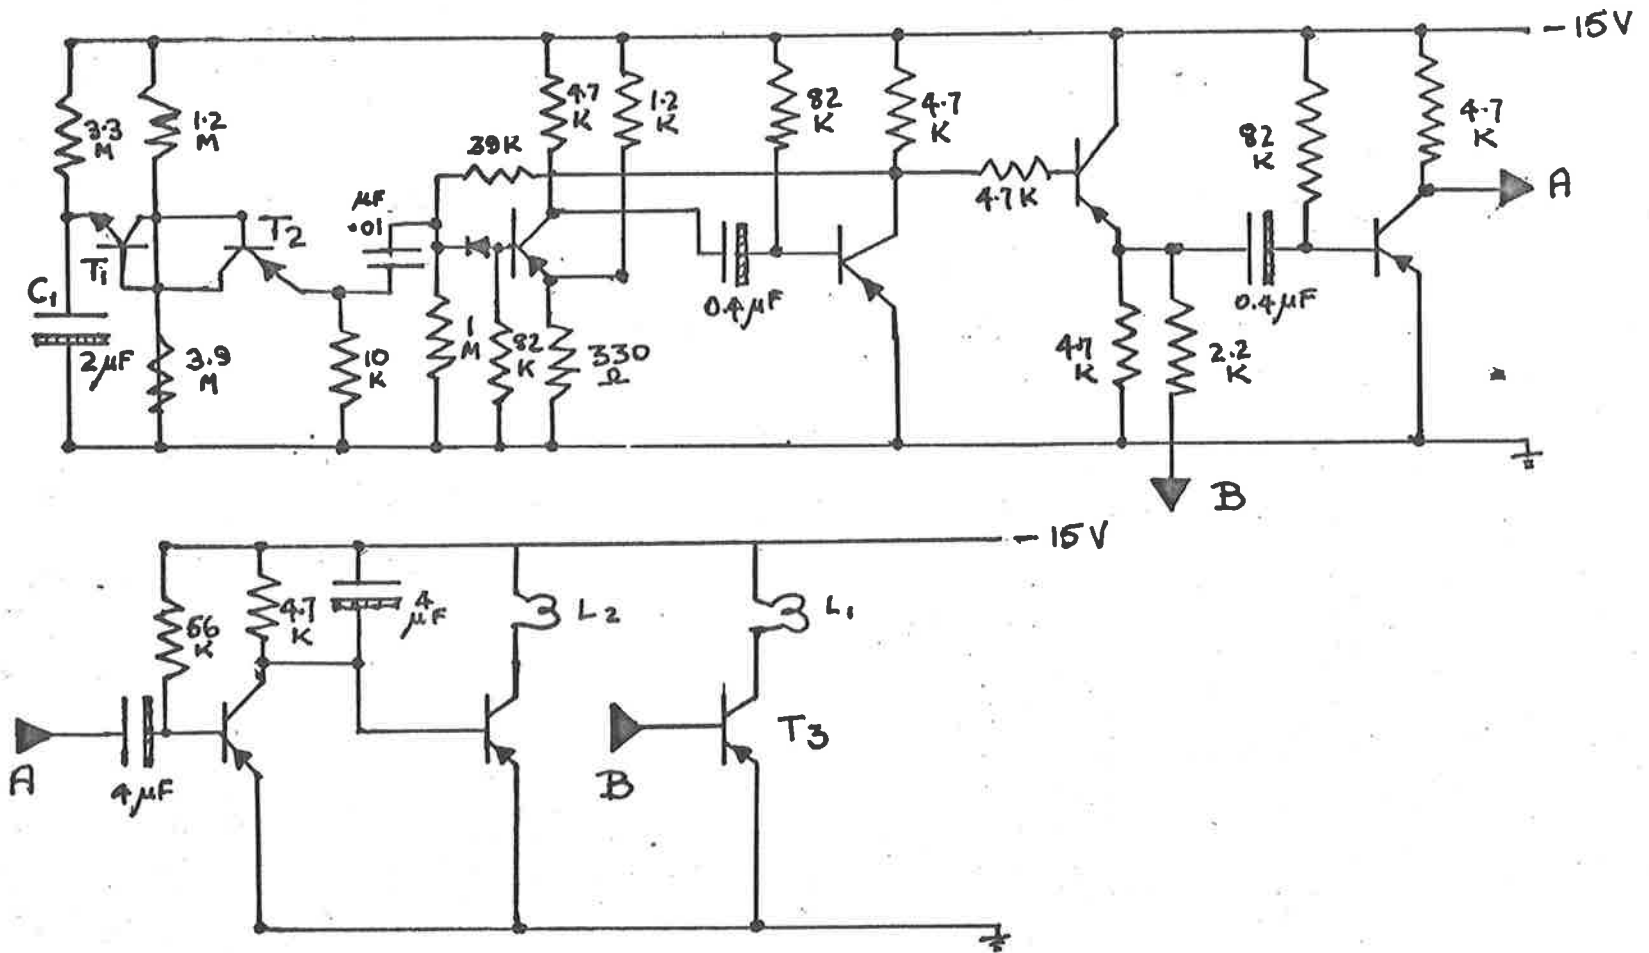 - 15V
3.3
M
1.2
M
4.7
K
1.2
K
82
K
4.7
K
82
K
4.7
K
39K
4.7K
A
μF
.01
T2
T1
C1
2μF
3.9
M
10
K
1
M
82
K
330
Ω
0.4μF
0.4μF
47
K
2.2
K
B
- 15V
56
K
4.7
K
4
μF
L2
L1
A
4μF
B
T3